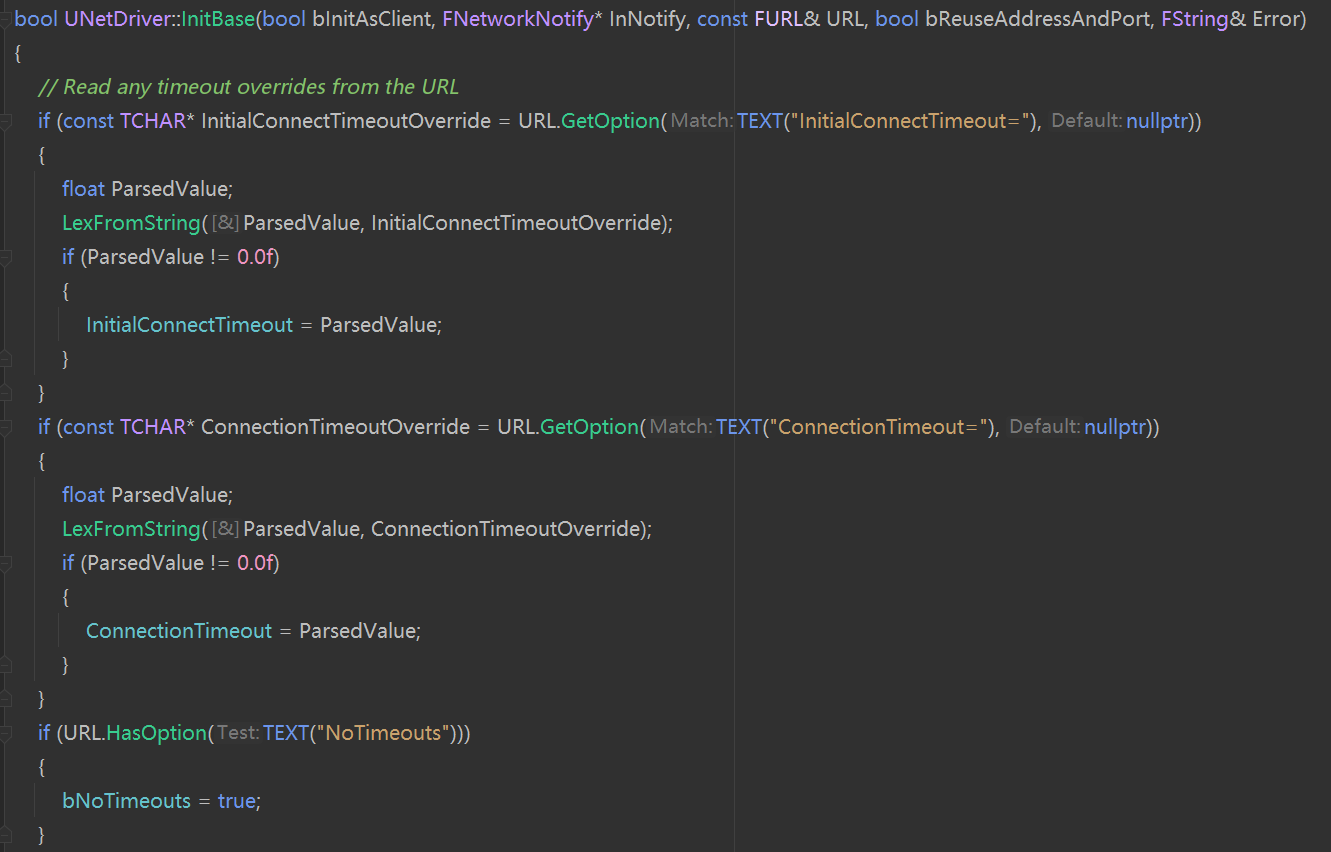 bool UNetDriver::InitBase(bool bInitAsClient, FNetworkNotify* InNotify, const FURL& URL, bool bReuseAddressAndPort, FString& Error)
{
// Read any timeout overrides from the URL
if (const TCHAR* InitialConnectTimeoutOverride = URL.GetOption( Match: TEXT("InitialConnectTimeout="), Default: nullptr))
{
float ParsedValue;
LexFromString( [&] ParsedValue, InitialConnectTimeoutOverride);
if (ParsedValue != 0.0f)
{
InitialConnectTimeout = ParsedValue;
}
}
if (const TCHAR* ConnectionTimeoutOverride = URL.GetOption( Match: TEXT("ConnectionTimeout="), Default: nullptr))
{
float ParsedValue;
LexFromString( [&] ParsedValue, ConnectionTimeoutOverride);
if (ParsedValue != 0.0f)
{
ConnectionTimeout = ParsedValue;
}
}
if (URL.HasOption( Test: TEXT("NoTimeouts")))
{
bNoTimeouts = true;
}